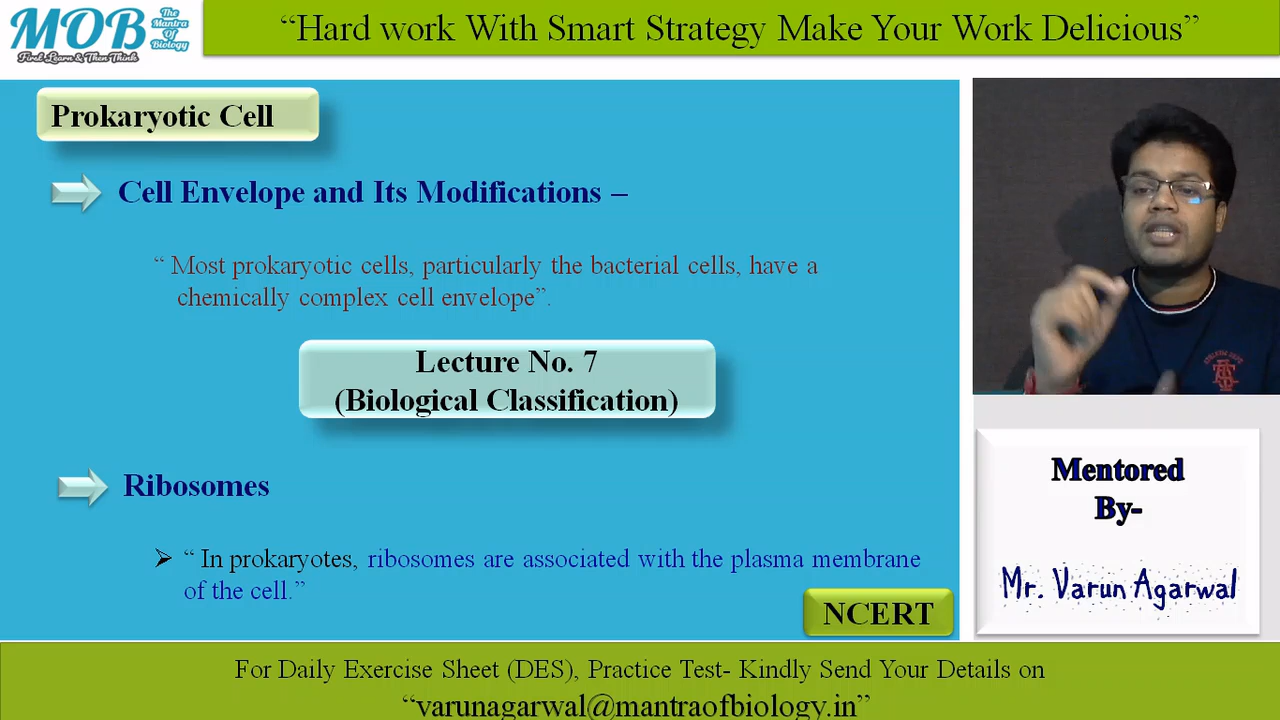 MOB The Mantra Of Biology
First Learn & Then Think
“Hard work With Smart Strategy Make Your Work Delicious”
Prokaryotic Cell
Cell Envelope and Its Modifications –
“ Most prokaryotic cells, particularly the bacterial cells, have a
chemically complex cell envelope”.
Lecture No. 7
(Biological Classification)
Ribosomes
“ In prokaryotes, ribosomes are associated with the plasma membrane
of the cell.”
NCERT
Mentored
By-
Mr. Varun Agarwal
For Daily Exercise Sheet (DES), Practice Test- Kindly Send Your Details on
“varunagarwal@mantraofbiology.in”